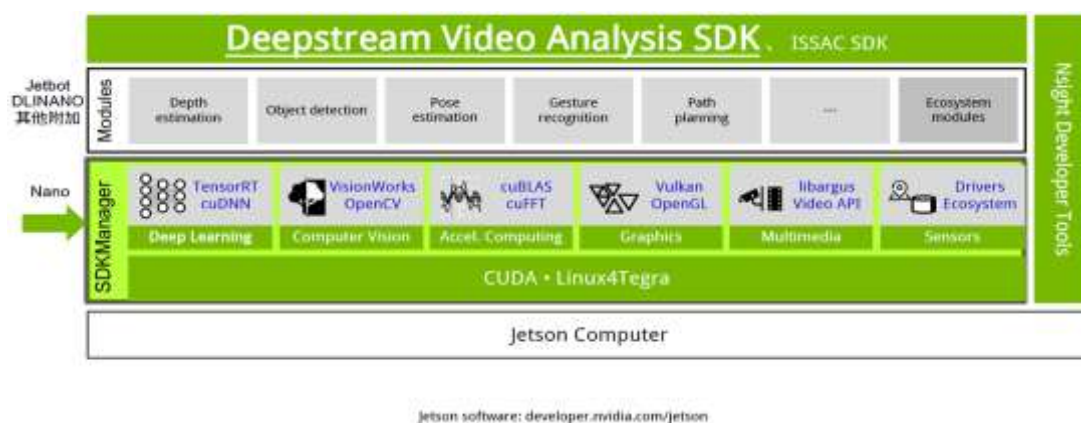 Deepstream Video Analysis SDK、ISSAC SDK
Jetbot
DLINANO
其他附加
Modules
Depth
estimation
Object detection
Pose
estimation
Gesture
recognition
Path
planning
...
Ecosystem
modules
Nsight Developer Tools
Nano
SDKManager
TensorRT
cuDNN
Deep Learning
VisionWorks
OpenCV
Computer Vision
cuBLAS
cuFFT
Accel. Computing
Vulkan
OpenGL
Graphics
libargus
Video API
Multimedia
Drivers
Ecosystem
Sensors
CUDA • Linux4Tegra
Jetson Computer
Jetson software: developer.nvidia.com/jetson